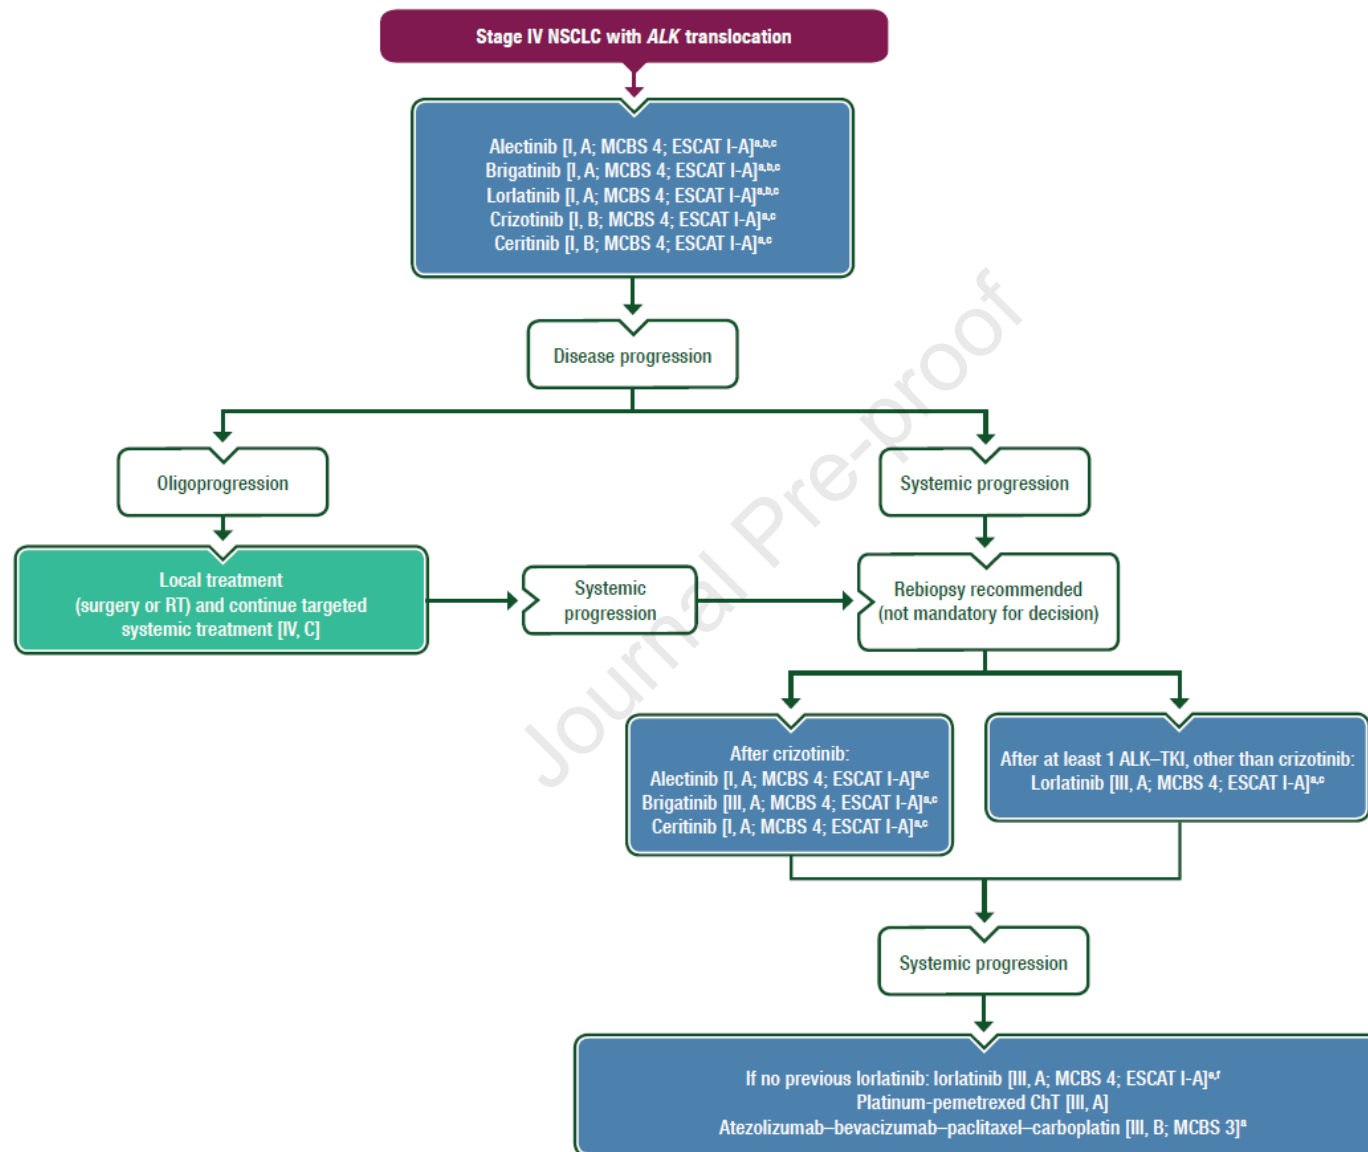 Stage IV NSCLC with ALK translocation
Alectinib [I, A; MCBS 4; ESCAT I-A]a,b,c
Brigatinib [I, A; MCBS 4; ESCAT I-A]a,b,c
Lorlatinib [I, A; MCBS 4; ESCAT I-A]a,b,c
Crizotinib [I, B; MCBS 4; ESCAT I-A]a,c
Ceritinib [I, B; MCBS 4; ESCAT I-A]a,c
Disease progression
Oligoprogression
Systemic progression
Local treatment
(surgery or RT) and continue targeted
systemic treatment [IV, C]
Systemic
progression
Rebiopsy recommended
(not mandatory for decision)
After crizotinib:
Alectinib [I, A; MCBS 4; ESCAT I-A]a,c
Brigatinib [III, A; MCBS 4; ESCAT I-A]a,c
Ceritinib [I, A; MCBS 4; ESCAT I-A]a,c
After at least 1 ALK–TKI, other than crizotinib:
Lorlatinib [III, A; MCBS 4; ESCAT I-A]a,c
Systemic progression
If no previous lorlatinib: lorlatinib [III, A; MCBS 4; ESCAT I-A]a,f
Platinum-pemetrexed ChT [III, A]
Atezolizumab–bevacizumab–paclitaxel–carboplatin [III, B; MCBS 3]a
Journal Pre-proof